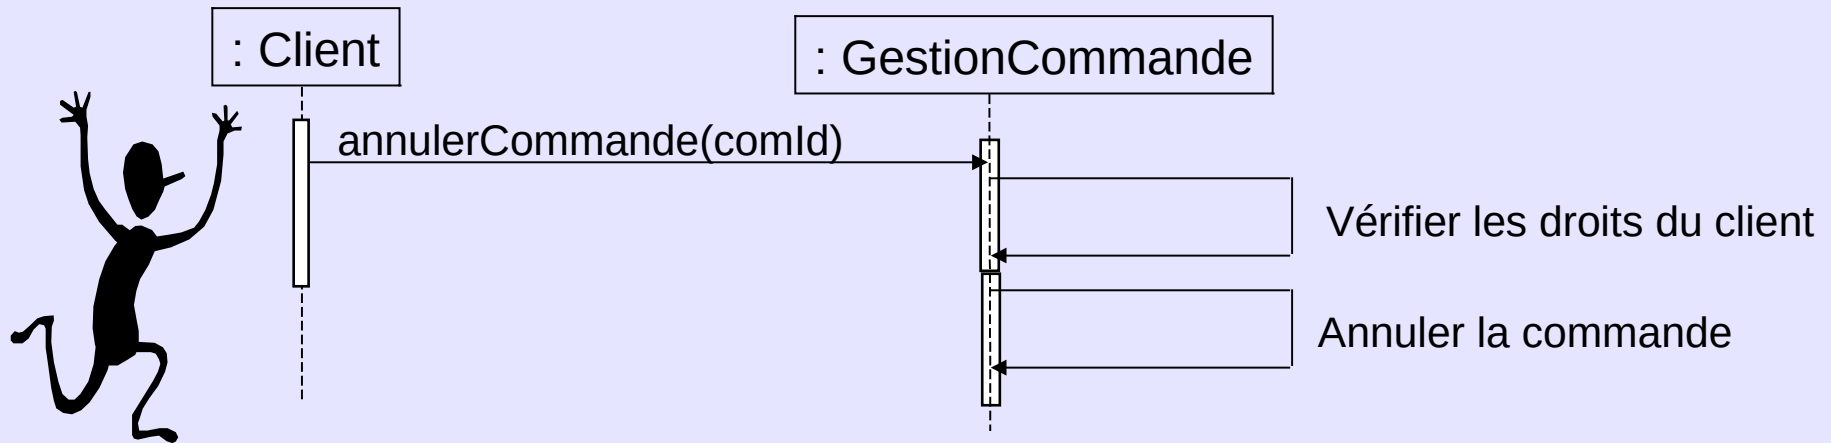 : Client
: GestionCommande
annulerCommande(comId)
Vérifier les droits du client
Annuler la commande